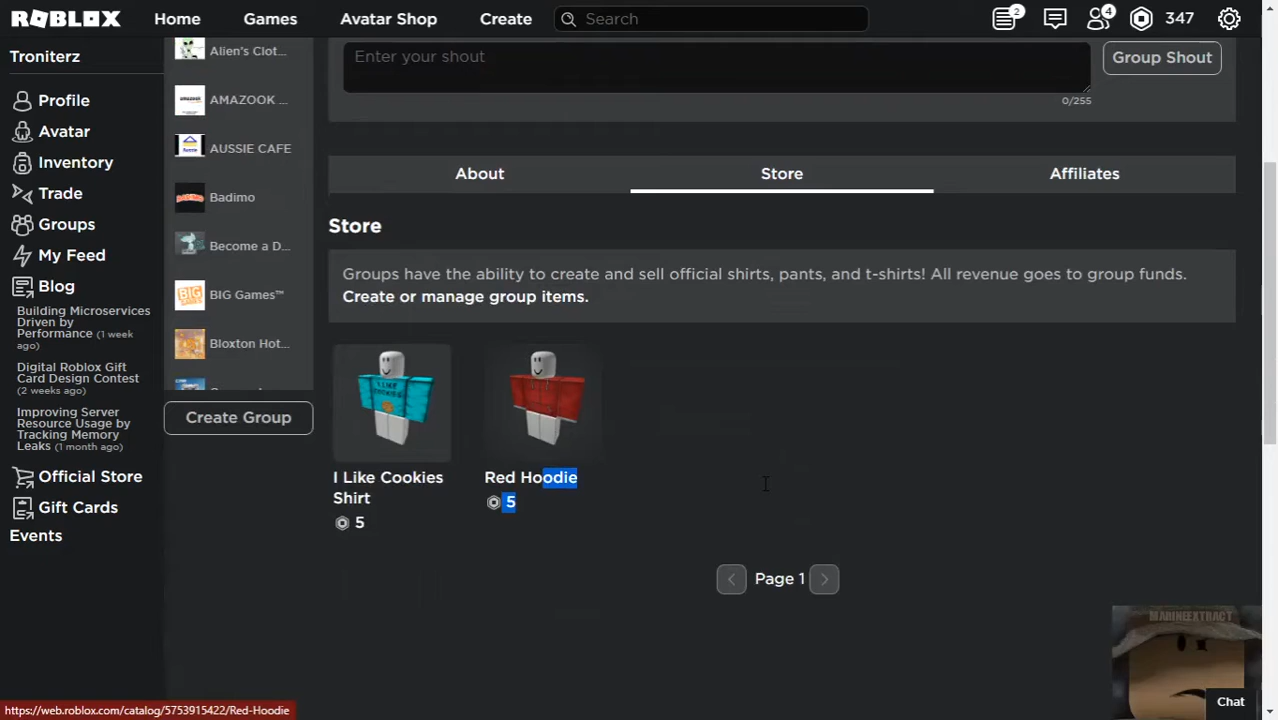 ROBLOX
Home
Games
Avatar Shop
Create
Search
2
4
347
Troniterz
Profile
Avatar
Inventory
Trade
Groups
My Feed
Blog
Building Microservices
Driven by
Performance (1 week
ago)
Digital Roblox Gift
Card Design Contest
(2 weeks ago)
Improving Server
Resource Usage by
Tracking Memory
Leaks (1 month ago)
Official Store
Gift Cards
Events
Alien's Clot...
AMAZOOK ...
AUSSIE CAFE
Badimo
Become a D...
BIG Games™
Bloxton Hot...
Create Group
Enter your shout
Group Shout
0/255
About
Store
Affiliates
Store
Groups have the ability to create and sell official shirts, pants, and t-shirts! All revenue goes to group funds.
Create or manage group items.
I LIKE
COOKIES
I Like Cookies
Shirt
5
Red Hoodie
5
Page 1
MARINEEXTRACT
Chat
https://web.roblox.com/catalog/5753915422/Red-Hoodie